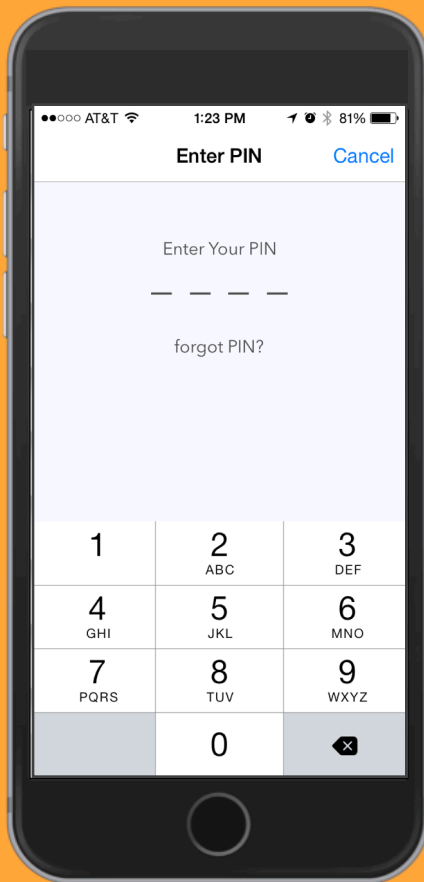 ●●○○○ AT&T 1:23 PM 81%
Enter PIN Cancel
Enter Your PIN
_ _ _ _
forgot PIN?
1 2 3
ABC DEF
4 5 6
GHI JKL MNO
7 8 9
PQRS TUV WXYZ
0